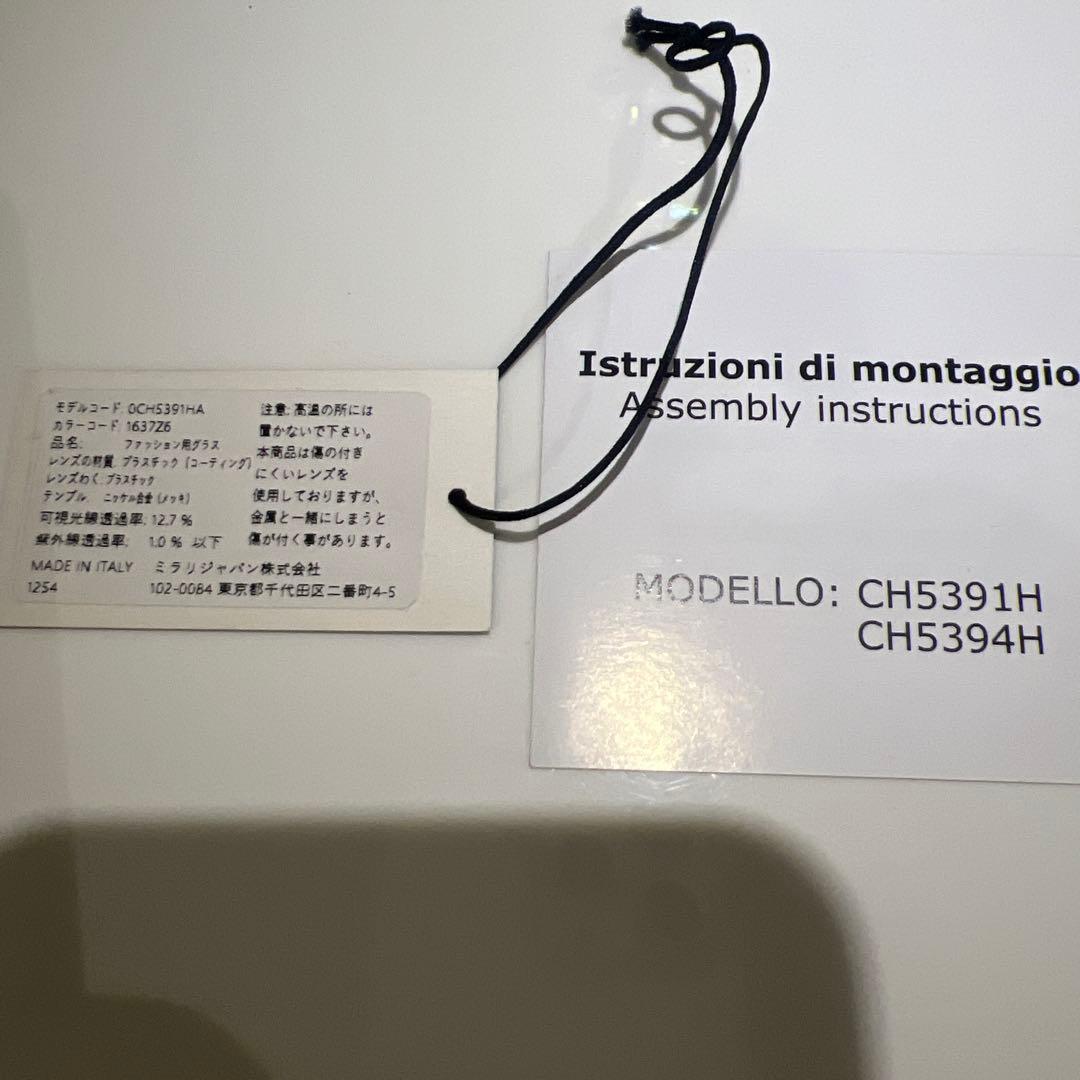 モデルコード: 0CH5391HA
カラーコード: 1637Z6
品名: ファッション用グラス
レンズの材質: プラスチック (コーティング)
レンズわく: プラスチック
テンプル: ニッケル合金 (メッキ)
可視光線透過率: 12.7 %
紫外線透過率: 1.0 % 以下
注意: 高温の所には
置かないで下さい。
本商品は傷の付き
にくいレンズを
使用しておりますが、
金属と一緒にしまうと
傷が付く事があります。
MADE IN ITALY ミラリジャパン株式会社
1254 102-0084 東京都千代田区二番町4-5
Istruzioni di montaggio
Assembly instructions
MODELLO: CH5391H
CH5394H